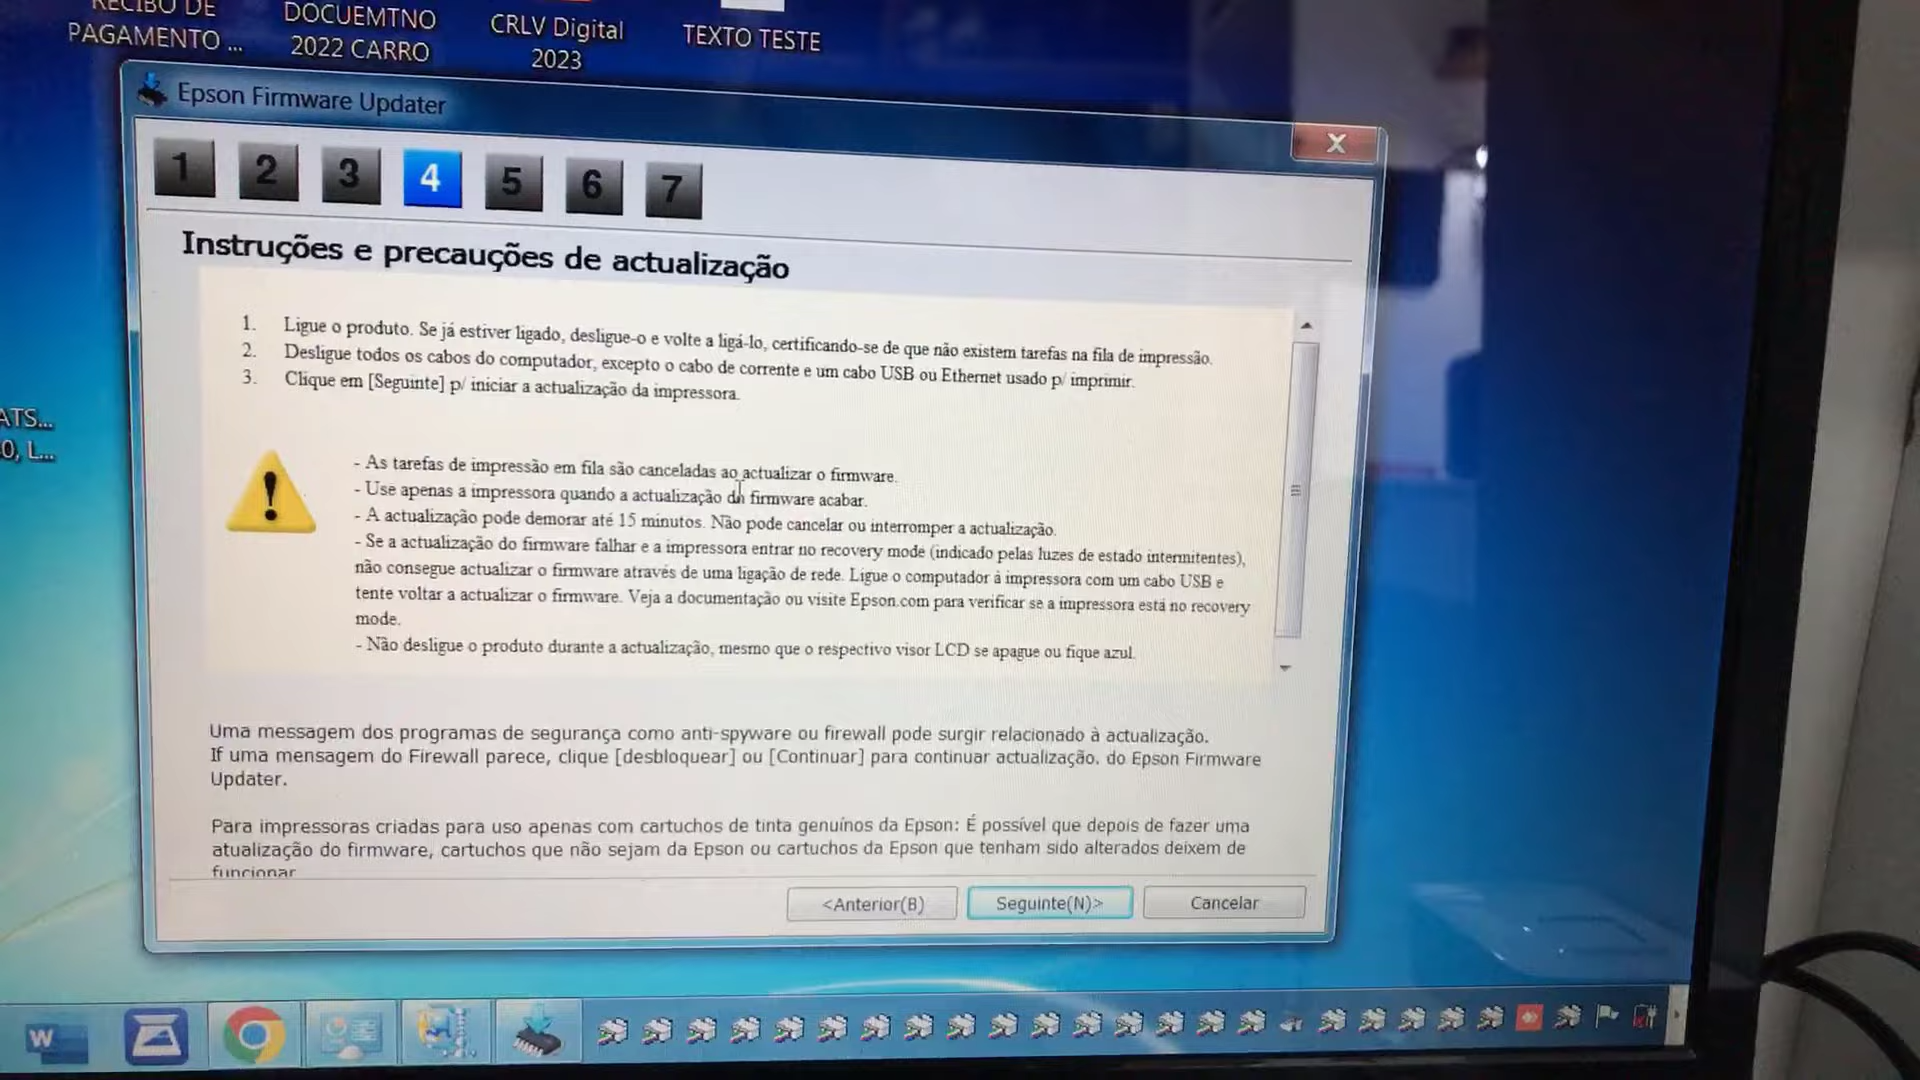 RECIBO DE
PAGAMENTO ...
DOCUEMTNO
2022 CARRO
CRLV Digital
2023
TEXTO TESTE
Epson Firmware Updater
X
1 2 3 4 5 6 7
Instruções e precauções de actualização
1. Ligue o produto. Se já estiver ligado, desligue-o e volte a ligá-lo, certificando-se de que não existem tarefas na fila de impressão.
2. Desligue todos os cabos do computador, excepto o cabo de corrente e um cabo USB ou Ethernet usado p/ imprimir.
3. Clique em [Seguinte] p/ iniciar a actualização da impressora.
- As tarefas de impressão em fila são canceladas ao actualizar o firmware.
- Use apenas a impressora quando a actualização do firmware acabar.
- A actualização pode demorar até 15 minutos. Não pode cancelar ou interromper a actualização.
- Se a actualização do firmware falhar e a impressora entrar no recovery mode (indicado pelas luzes de estado intermitentes),
não consegue actualizar o firmware através de uma ligação de rede. Ligue o computador à impressora com um cabo USB e
tente voltar a actualizar o firmware. Veja a documentação ou visite Epson.com para verificar se a impressora está no recovery
mode.
- Não desligue o produto durante a actualização, mesmo que o respectivo visor LCD se apague ou fique azul.
ATS...
0, L...
Uma messagem dos programas de segurança como anti-spyware ou firewall pode surgir relacionado à actualização.
If uma mensagem do Firewall parece, clique [desbloquear] ou [Continuar] para continuar actualização. do Epson Firmware
Updater.
Para impressoras criadas para uso apenas com cartuchos de tinta genuínos da Epson: É possível que depois de fazer uma
atualização do firmware, cartuchos que não sejam da Epson ou cartuchos da Epson que tenham sido alterados deixem de
funcionar
<Anterior(B)
Seguinte(N)>
Cancelar
W